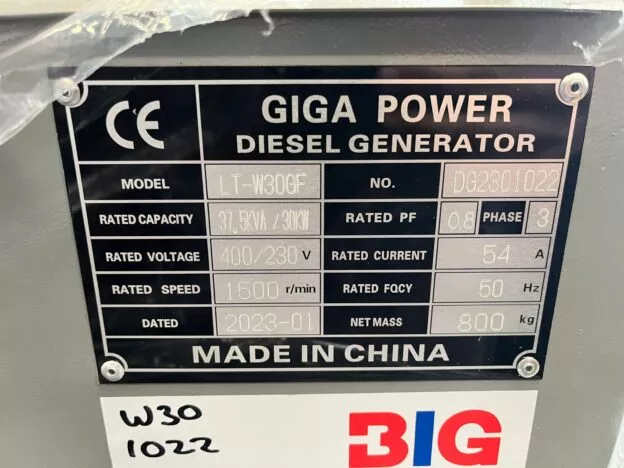 CE
GIGA POWER
DIESEL GENERATOR
MODEL LT-W30GF NO. DG2301022
RATED CAPACITY 37.5KVA/30KW RATED PF 0.8 PHASE 3
RATED VOLTAGE 400/230 V RATED CURRENT 54 A
RATED SPEED 1500 r/min RATED FQCY 50 Hz
DATED 2023-01 NET MASS 800 kg
MADE IN CHINA
W30
1022
BIG